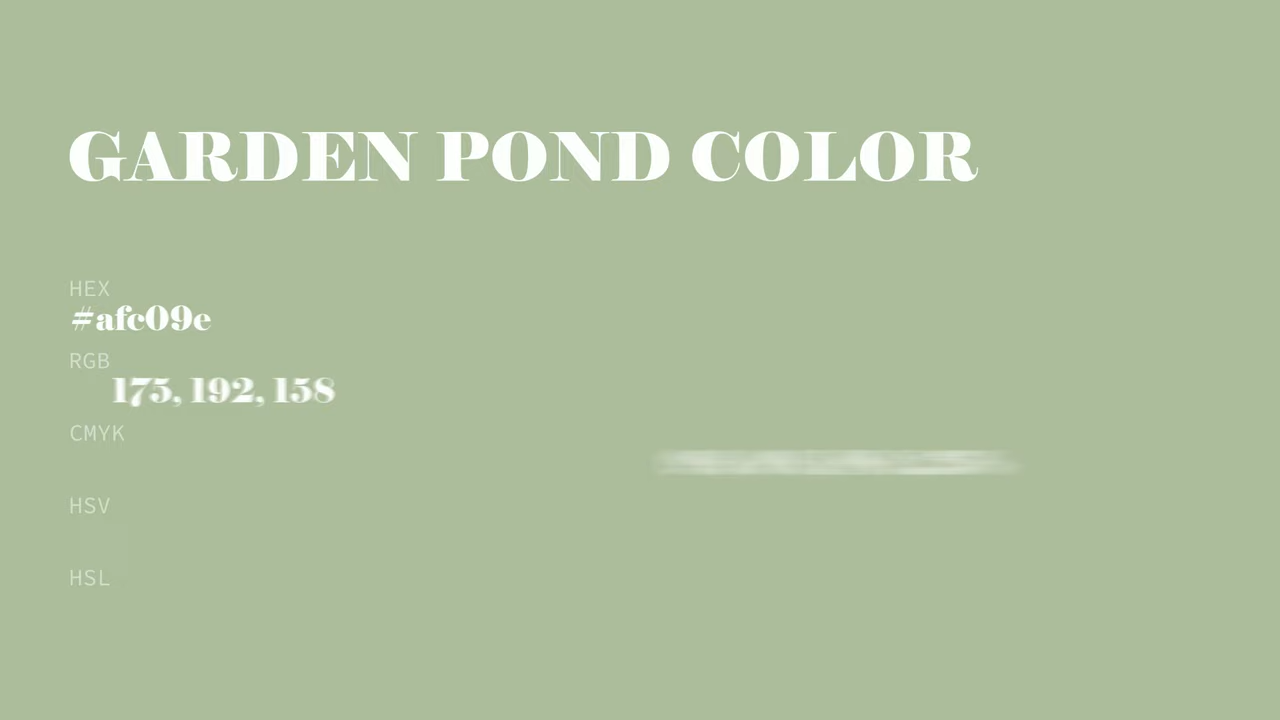 GARDEN POND COLOR
HEX
#afc09e
RGB
175, 192, 158
CMYK
HSV
HSL